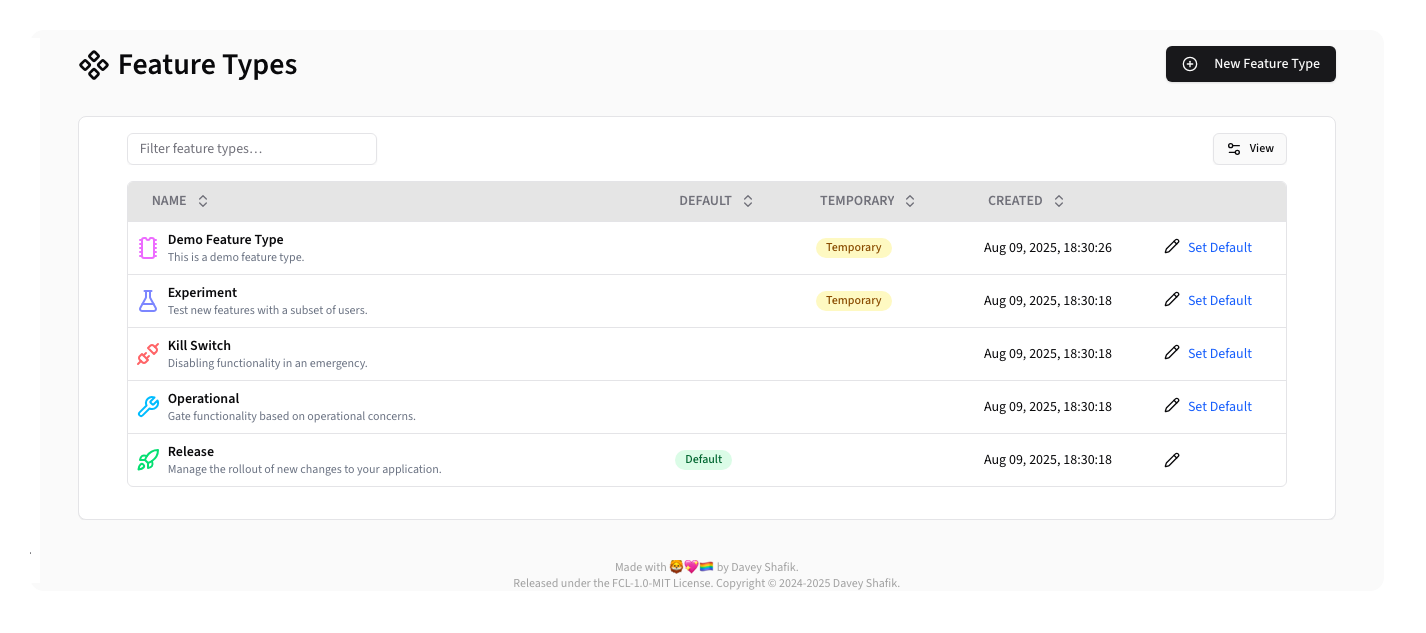 Feature Types
New Feature Type
Filter feature types...
View
NAME DEFAULT TEMPORARY CREATED
Demo Feature Type
This is a demo feature type.
Temporary
Aug 09, 2025, 18:30:26
Set Default
Experiment
Test new features with a subset of users.
Temporary
Aug 09, 2025, 18:30:18
Set Default
Kill Switch
Disabling functionality in an emergency.
Aug 09, 2025, 18:30:18
Set Default
Operational
Gate functionality based on operational concerns.
Aug 09, 2025, 18:30:18
Set Default
Release
Manage the rollout of new changes to your application.
Default
Aug 09, 2025, 18:30:18
Made with 🦁💖🏳️‍🌈 by Davey Shafik.
Released under the FCL-1.0-MIT License. Copyright © 2024-2025 Davey Shafik.